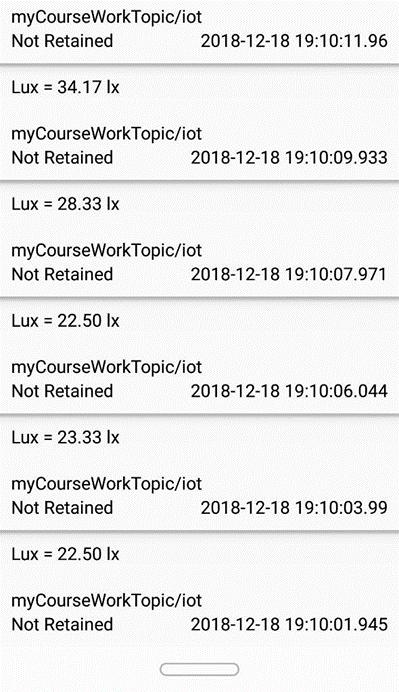 myCourseWorkTopic/iot
Not Retained 2018-12-18 19:10:11.96
Lux = 34.17 lx
myCourseWorkTopic/iot
Not Retained 2018-12-18 19:10:09.933
Lux = 28.33 lx
myCourseWorkTopic/iot
Not Retained 2018-12-18 19:10:07.971
Lux = 22.50 lx
myCourseWorkTopic/iot
Not Retained 2018-12-18 19:10:06.044
Lux = 23.33 lx
myCourseWorkTopic/iot
Not Retained 2018-12-18 19:10:03.99
Lux = 22.50 lx
myCourseWorkTopic/iot
Not Retained 2018-12-18 19:10:01.945